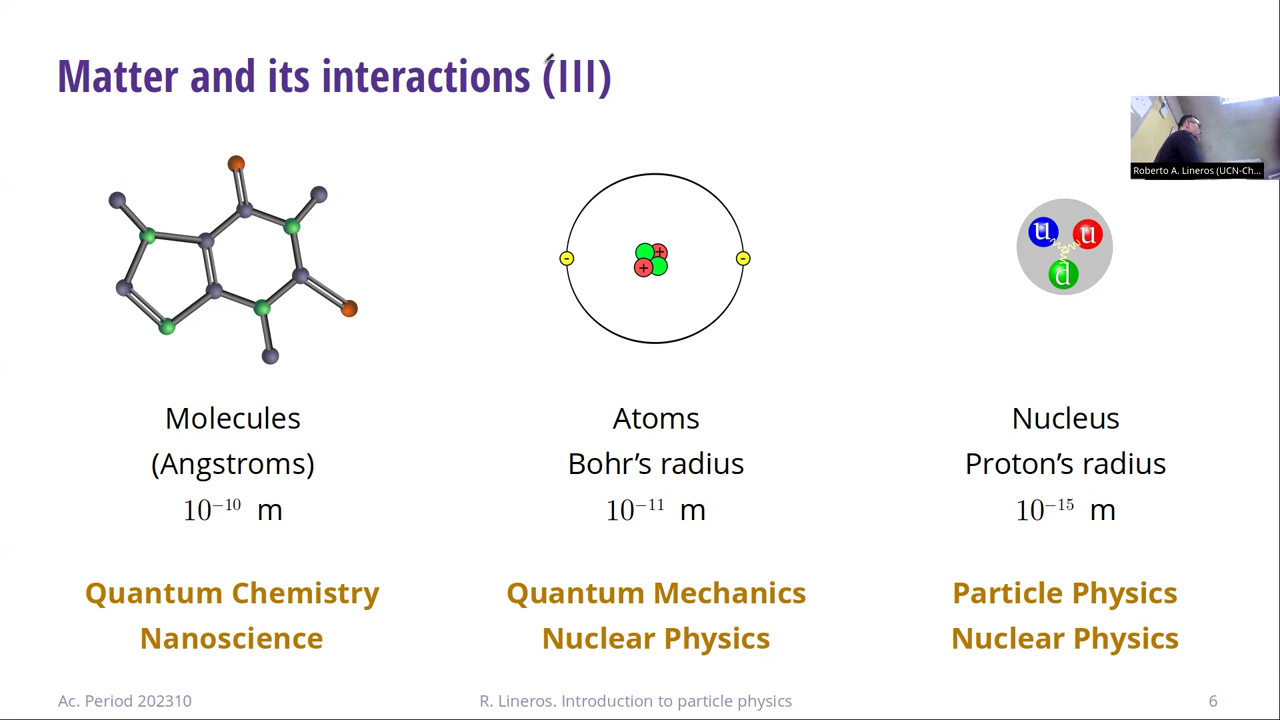 Matter and its interactions (III)
Roberto A. Lineros (UCN-Ch...
- + + -
u u
d
Molecules
(Angstroms)
10⁻¹⁰ m
Atoms
Bohr’s radius
10⁻¹¹ m
Nucleus
Proton’s radius
10⁻¹⁵ m
Quantum Chemistry
Nanoscience
Quantum Mechanics
Nuclear Physics
Particle Physics
Nuclear Physics
Ac. Period 202310
R. Lineros. Introduction to particle physics
6